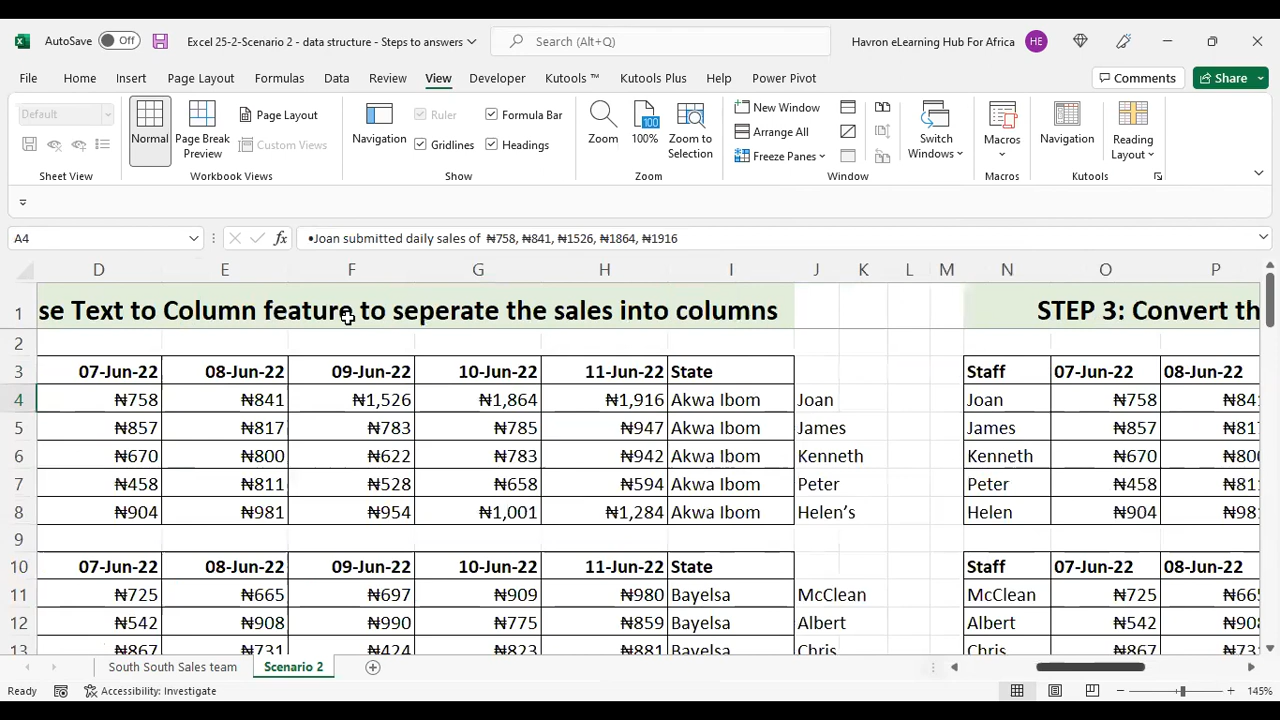 AutoSave Off Excel 25-2-Scenario 2 - data structure - Steps to answers Search (Alt+Q) Havron eLearning Hub For Africa HE
File Home Insert Page Layout Formulas Data Review View Developer Kutools ™ Kutools Plus Help Power Pivot Comments Share
Default
Normal
Page Break Preview
Page Layout
Custom Views
Navigation
Ruler
Formula Bar
Gridlines
Headings
Zoom
100
100%
Zoom to Selection
New Window
Arrange All
Freeze Panes
Switch Windows
Macros
Navigation
Reading Layout
Sheet View Workbook Views Show Zoom Window Macros Kutools
A4 fx •Joan submitted daily sales of ₦758, ₦841, ₦1526, ₦1864, ₦1916
D E F G H I J K L M N O P
1 se Text to Column feature to seperate the sales into columns STEP 3: Convert th
2
3 07-Jun-22 08-Jun-22 09-Jun-22 10-Jun-22 11-Jun-22 State Staff 07-Jun-22 08-Jun-22
4 ₦758 ₦841 ₦1,526 ₦1,864 ₦1,916 Akwa Ibom Joan Joan ₦758 ₦84
5 ₦857 ₦817 ₦783 ₦785 ₦947 Akwa Ibom James James ₦857 ₦81
6 ₦670 ₦800 ₦622 ₦783 ₦942 Akwa Ibom Kenneth Kenneth ₦670 ₦80
7 ₦458 ₦811 ₦528 ₦658 ₦594 Akwa Ibom Peter Peter ₦458 ₦81
8 ₦904 ₦981 ₦954 ₦1,001 ₦1,284 Akwa Ibom Helen’s Helen ₦904 ₦98
9
10 07-Jun-22 08-Jun-22 09-Jun-22 10-Jun-22 11-Jun-22 State Staff 07-Jun-22 08-Jun-22
11 ₦725 ₦665 ₦697 ₦909 ₦980 Bayelsa McClean McClean ₦725 ₦66
12 ₦542 ₦908 ₦990 ₦775 ₦859 Bayelsa Albert Albert ₦542 ₦90
13 ₦867 ₦731 ₦424 ₦823 ₦881 Bayelsa Chris Chris ₦867 ₦73
South South Sales team Scenario 2
Ready Accessibility: Investigate 145%